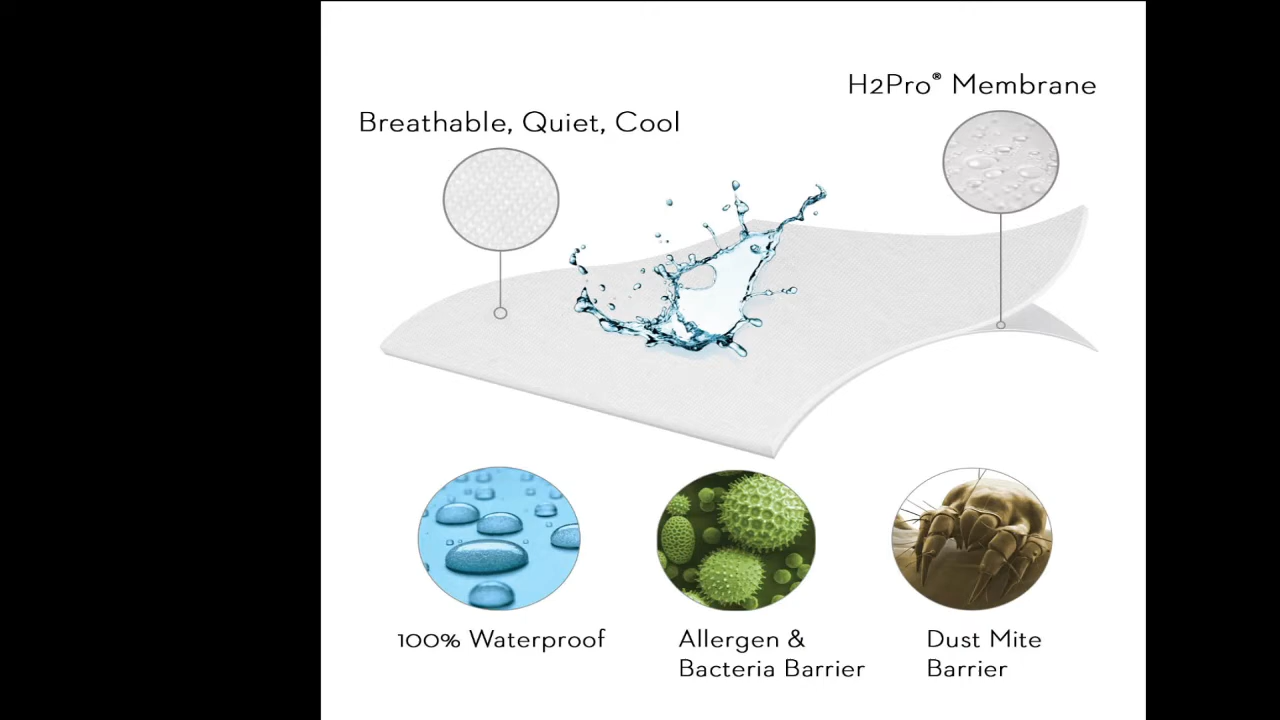 H2Pro® Membrane
Breathable, Quiet, Cool
100% Waterproof
Allergen &
Bacteria Barrier
Dust Mite
Barrier